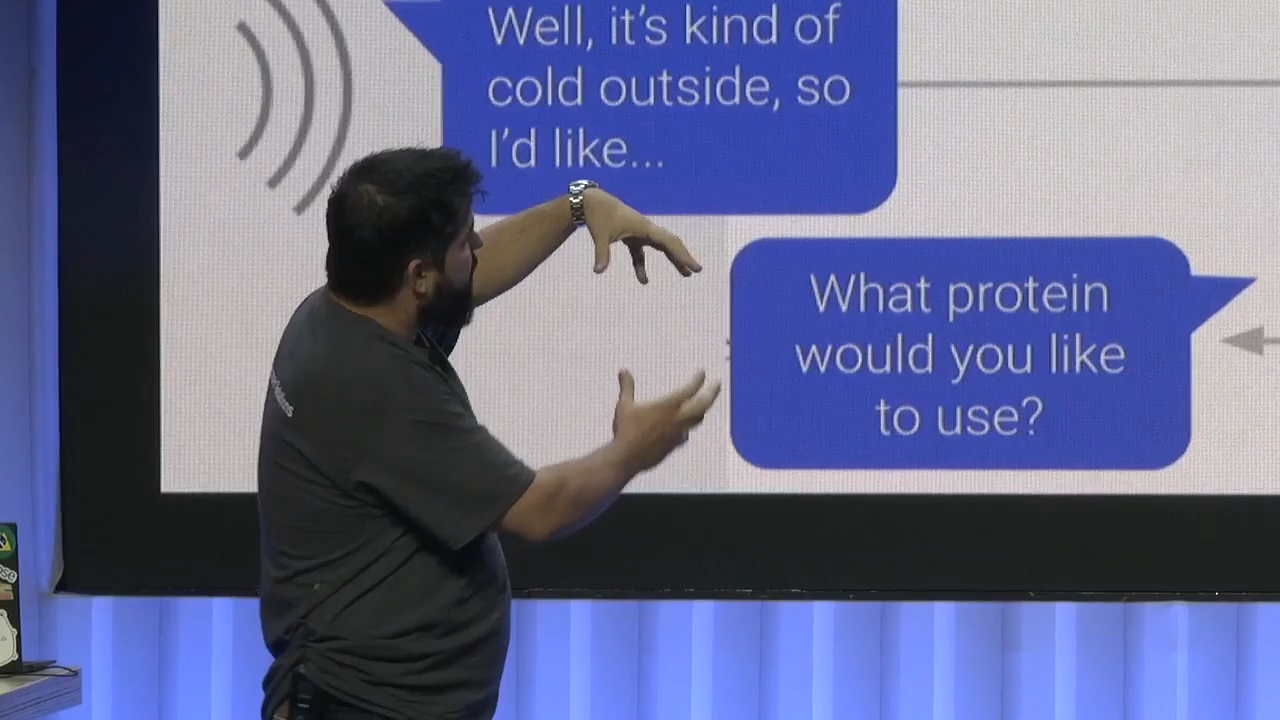 Well, it's kind of
cold outside, so
I'd like...
What protein
would you like
to use?